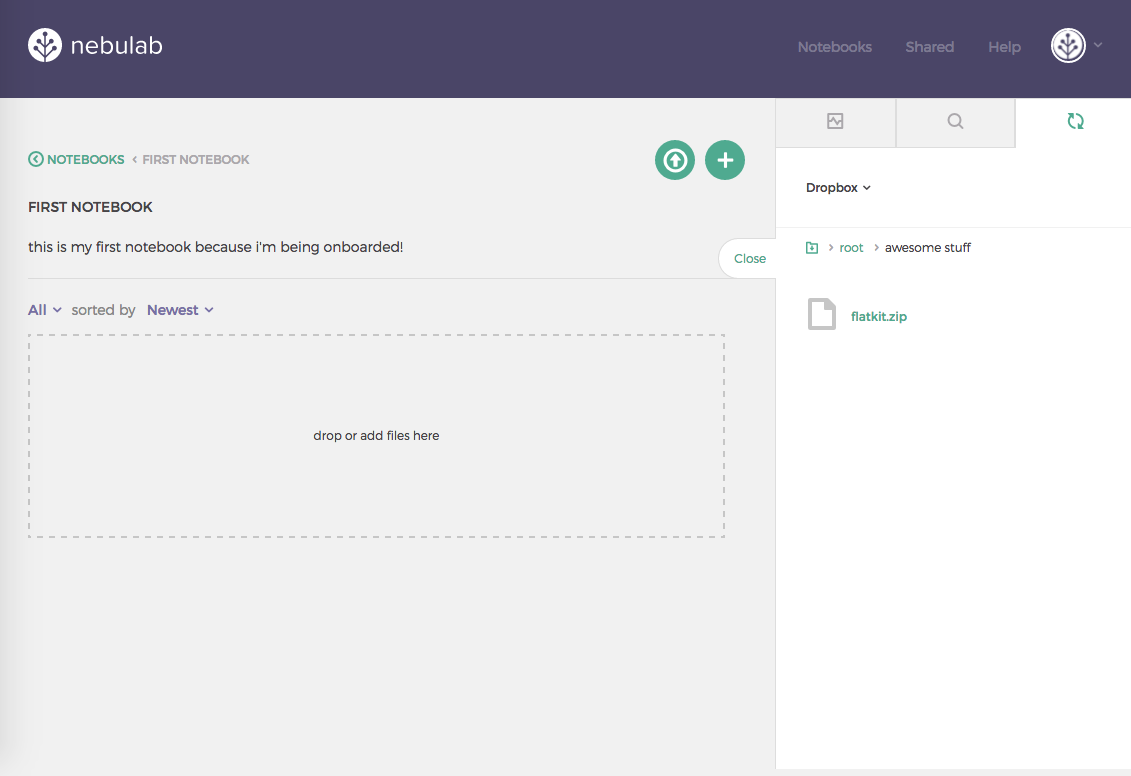 nebulab
Notebooks Shared Help
NOTEBOOKS FIRST NOTEBOOK
FIRST NOTEBOOK
this is my first notebook because i'm being onboarded!
All sorted by Newest
drop or add files here
Close
Dropbox
root awesome stuff
flatkit.zip